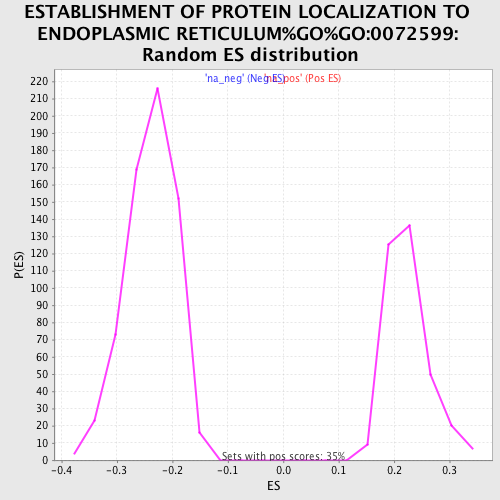 ESTABLISHMENT OF PROTEIN LOCALIZATION TO
ENDOPLASMIC RETICULUM%GO%GO:0072599:
Random ES distribution
'na_neg' (Neg ES)
'na_pos' (Pos ES)
220
210
200
190
180
170
160
150
140
130
120
110
100
90
80
70
60
50
40
30
20
10
0
P(ES)
Sets with pos scores: 35%
-0.4 -0.3 -0.2 -0.1 0.0 0.1 0.2 0.3
ES